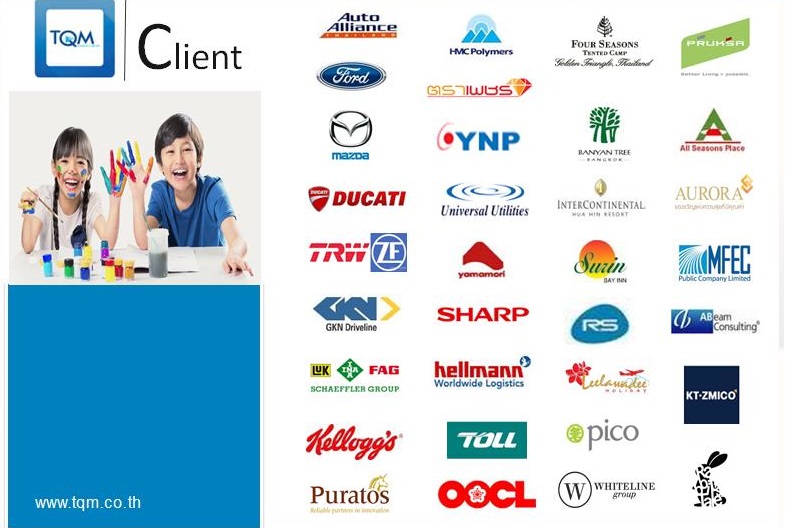 TQM
Client
Auto
Alliance
THAILAND
Ford
mazda
DUCATI
DUCATI
TRW ZF
GKN
GKN Driveline
LUK INA FAG
SCHAEFFLER GROUP
Kellogg's
Puratos
Reliable partners in innovation
HMC Polymers
ตราเพชร
YNP
Universal Utilities
yamamori
SHARP
hellmann
Worldwide Logistics
TOLL
OOCL
FOUR SEASONS
TENTED CAMP
Golden Triangle, Thailand
BANYAN TREE
BANGKOK
INTERCONTINENTAL
HUA HIN RESORT
Surin
BAY INN
RS
Leelawadee
HOLIDAY
pico
W WHITELINE
group
PRUKSA
A
All Seasons Place
AURORA
MFEC
Public Company Limited
ABeam
Consulting®
KT·ZMICO
www.tqm.co.th